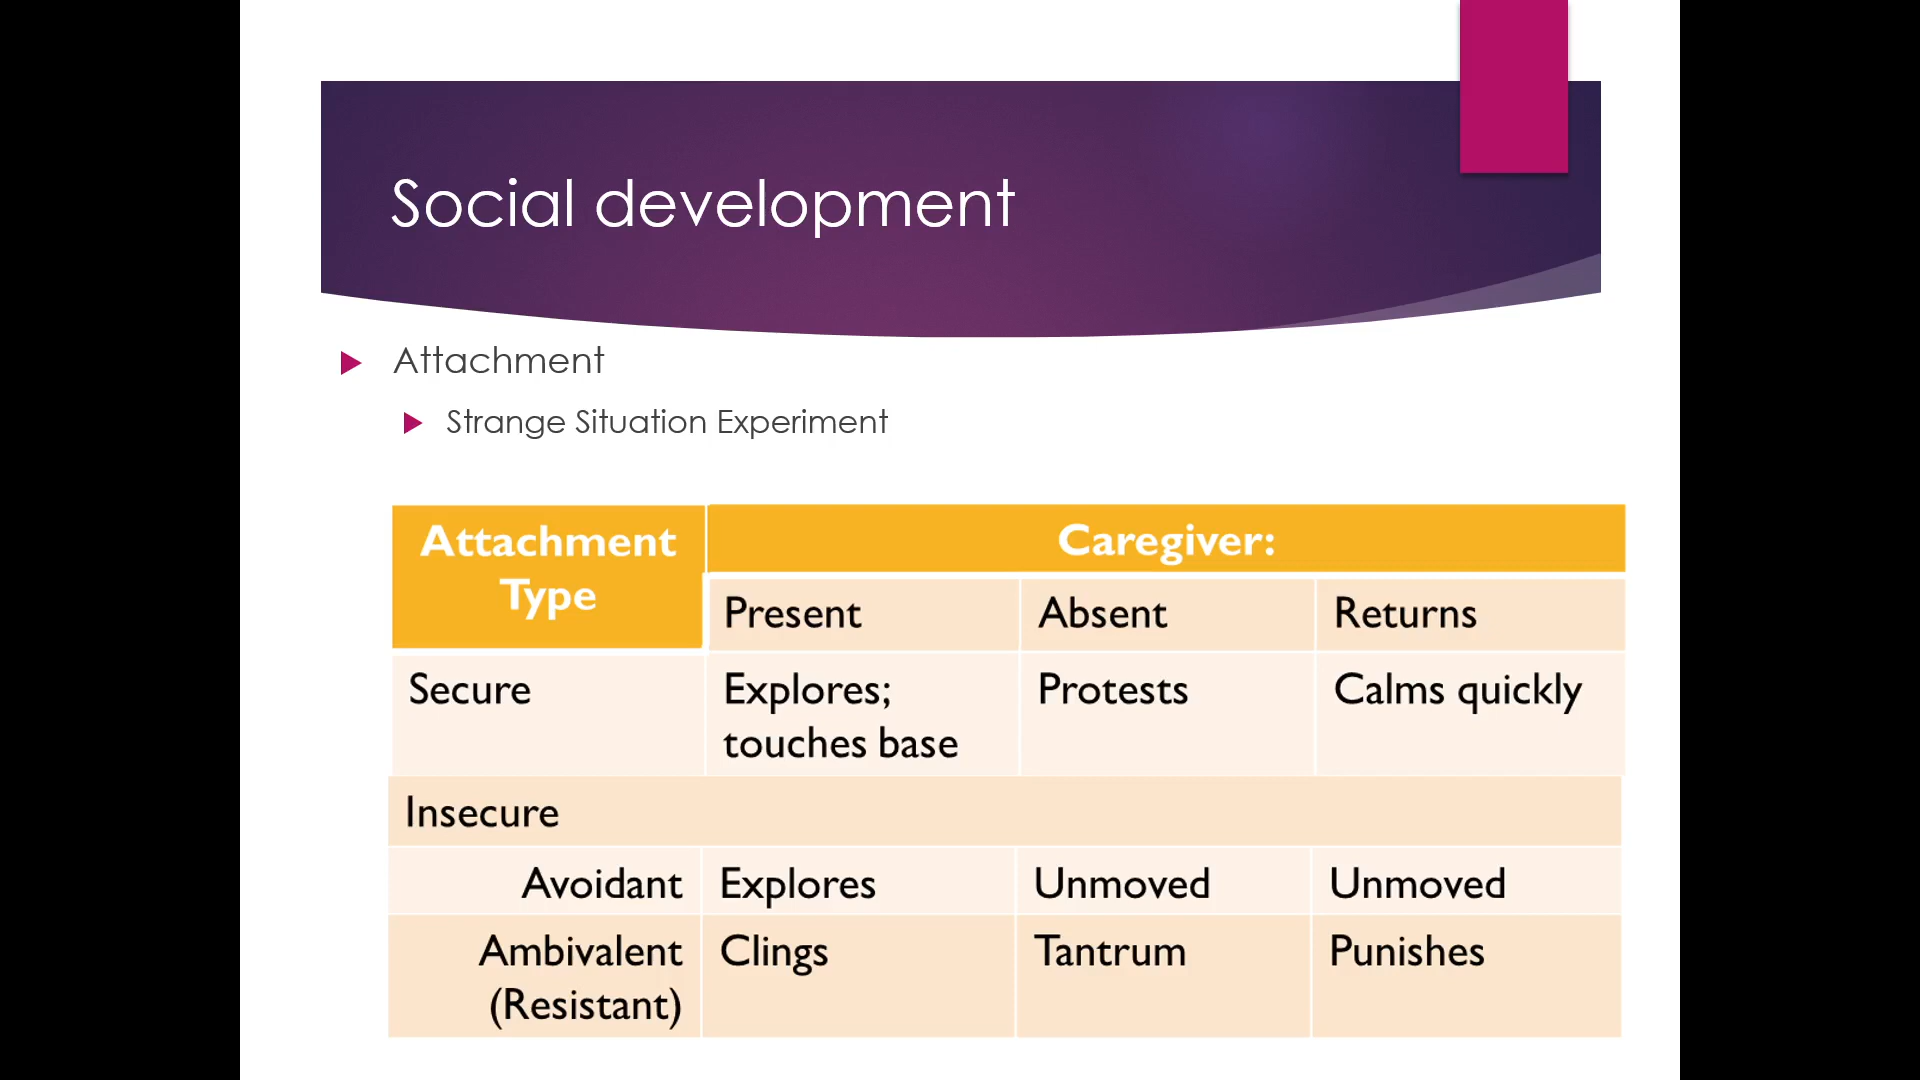 Social development
Attachment
Strange Situation Experiment
Attachment
Type
Caregiver:
Present
Absent
Returns
Secure
Explores;
touches base
Protests
Calms quickly
Insecure
Avoidant
Explores
Unmoved
Unmoved
Ambivalent
(Resistant)
Clings
Tantrum
Punishes